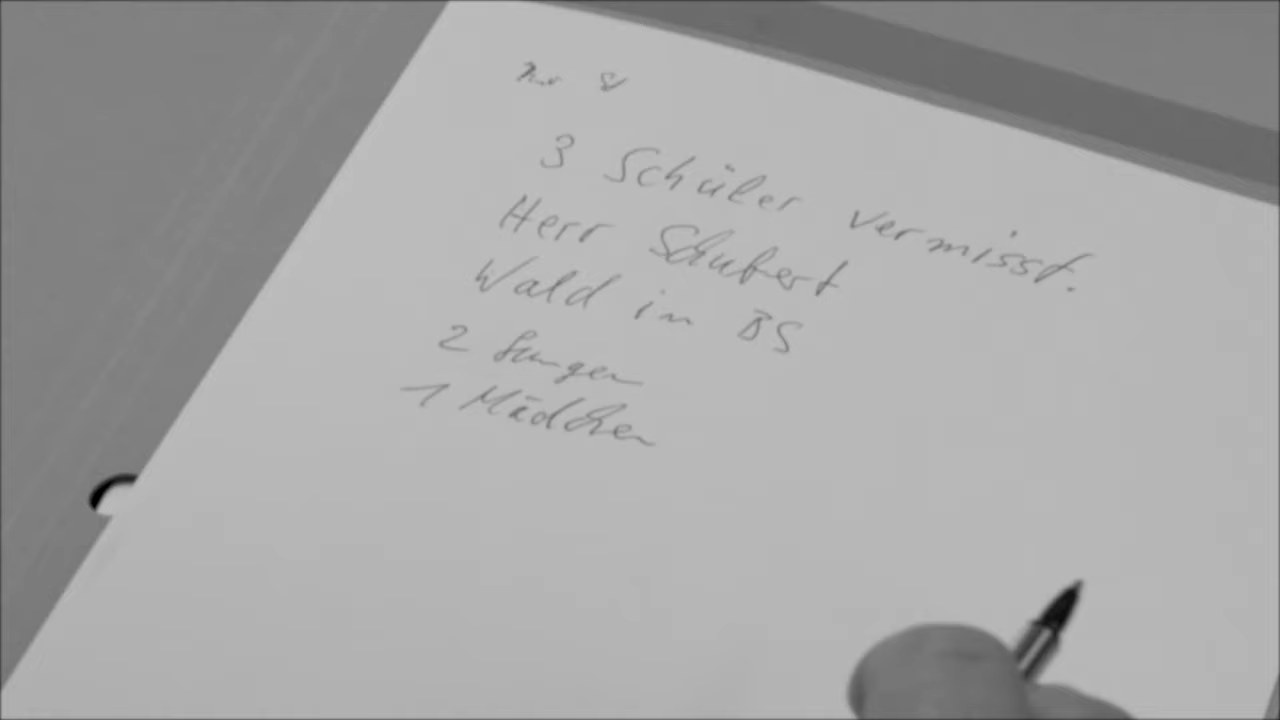 3 Schüler vermisst.
Herr Schubert
Wald in BS
2 Jungen
1 Mädchen